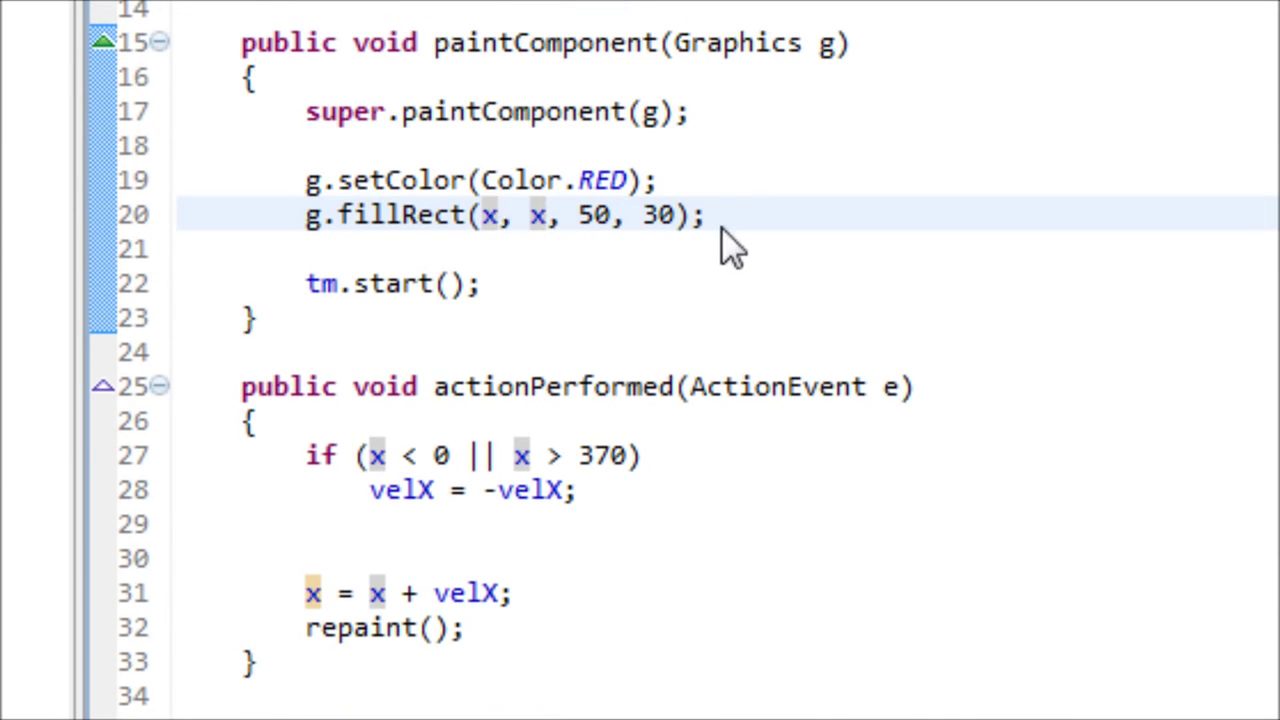 14
15 public void paintComponent(Graphics g)
16 {
17 super.paintComponent(g);
18
19 g.setColor(Color.RED);
20 g.fillRect(x, x, 50, 30);
21
22 tm.start();
23 }
24
25 public void actionPerformed(ActionEvent e)
26 {
27 if (x < 0 || x > 370)
28 velX = -velX;
29
30
31 x = x + velX;
32 repaint();
33 }
34